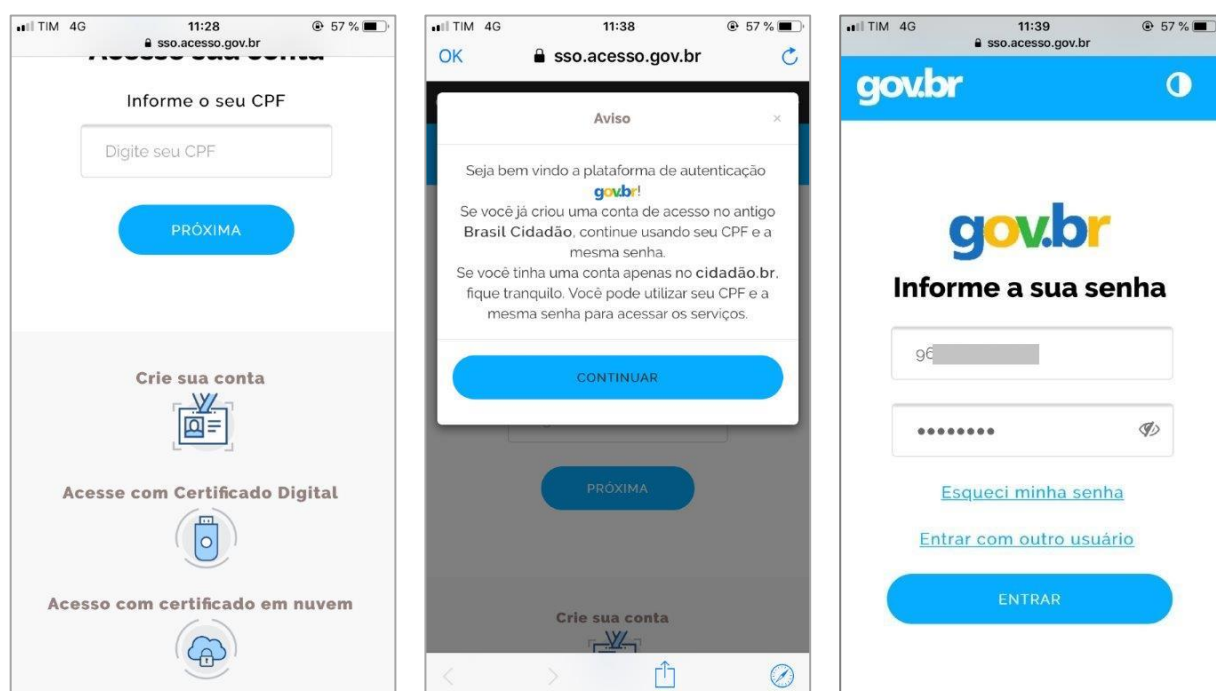 TIM 4G 11:28 57 %
sso.acesso.gov.br
Acesse sua conta
Informe o seu CPF
Digite seu CPF
PRÓXIMA
Crie sua conta
Acesse com Certificado Digital
Acesso com certificado em nuvem
TIM 4G 11:38 57 %
OK sso.acesso.gov.br
Aviso ×
Seja bem vindo a plataforma de autenticação
gov.br!
Se você já criou uma conta de acesso no antigo
Brasil Cidadão, continue usando seu CPF e a
mesma senha.
Se você tinha uma conta apenas no cidadão.br,
fique tranquilo. Você pode utilizar seu CPF e a
mesma senha para acessar os serviços.
CONTINUAR
PRÓXIMA
Crie sua conta
TIM 4G 11:39 57 %
sso.acesso.gov.br
gov.br
gov.br
Informe a sua senha
96
Esqueci minha senha
Entrar com outro usuário
ENTRAR